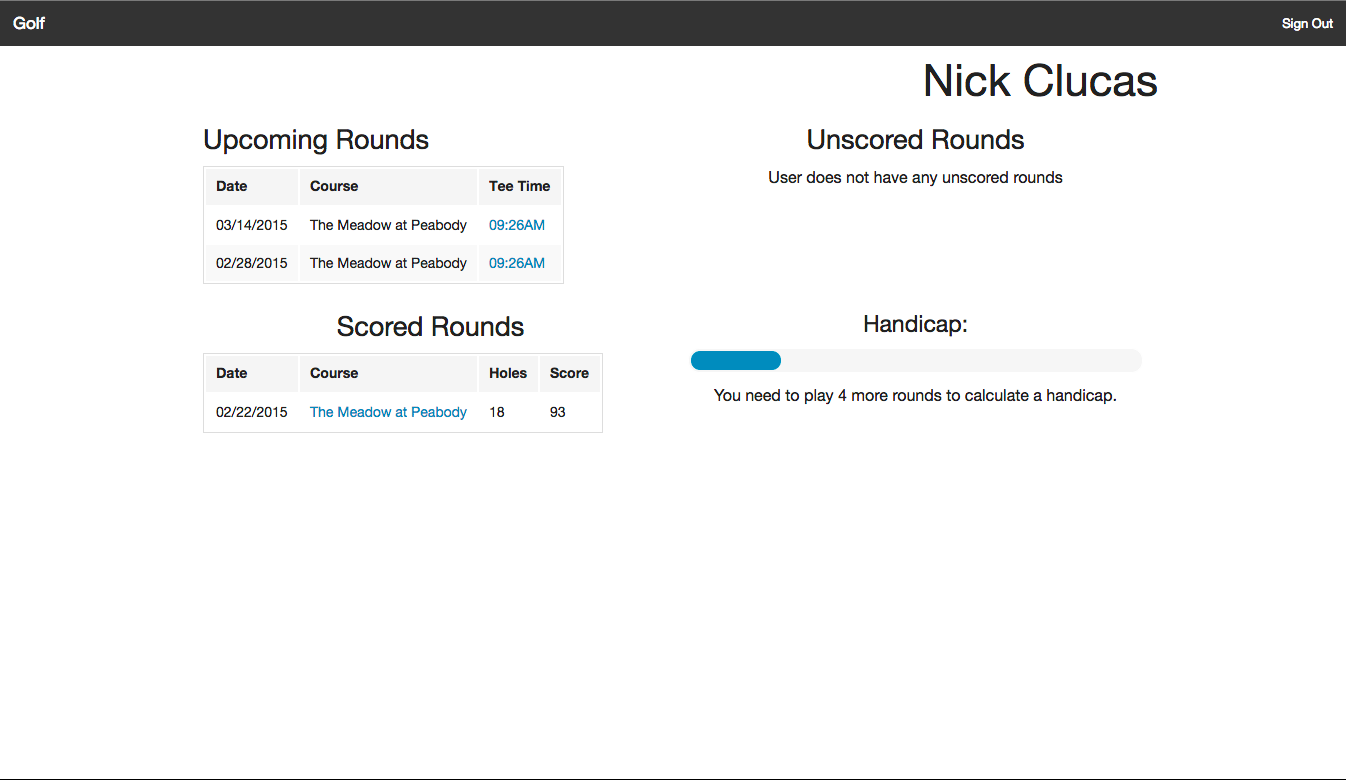 Golf
Sign Out
Nick Clucas
Upcoming Rounds
Date Course Tee Time
03/14/2015 The Meadow at Peabody 09:26AM
02/28/2015 The Meadow at Peabody 09:26AM
Unscored Rounds
User does not have any unscored rounds
Scored Rounds
Date Course Holes Score
02/22/2015 The Meadow at Peabody 18 93
Handicap:
You need to play 4 more rounds to calculate a handicap.